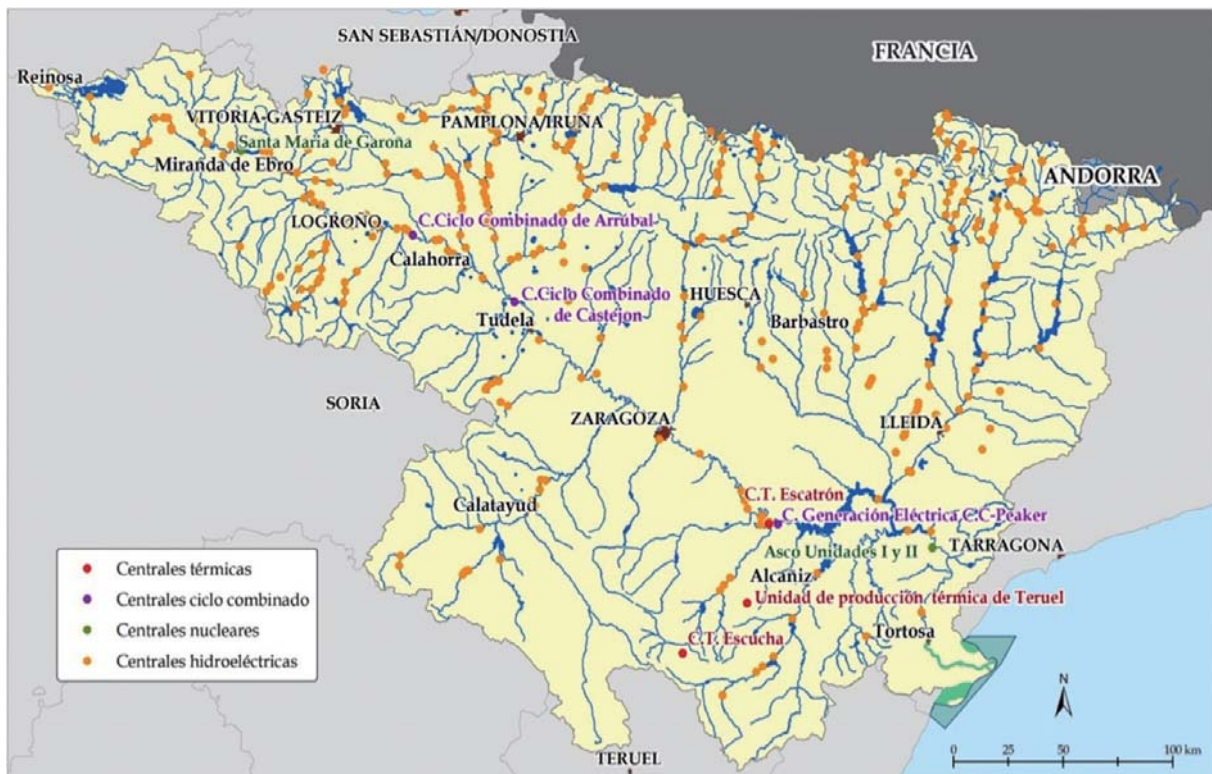 SAN SEBASTIÁN/DONOSTIA
FRANCIA
Reinosa
VITORIA-GASTEIZ
PAMPLONA/IRUÑA
Santa María de Garoña
Miranda de Ebro
ANDORRA
LOGROÑO
C.Ciclo Combinado de Arrúbal
Calahorra
C.Ciclo Combinado
de Castejon
HUESCA
Tudela
Barbastro
SORIA
ZARAGOZA
LLEIDA
C.T. Escatrón
Calatayud
C. Generación Eléctrica C.C-Peaker
Asco Unidades I y II
TARRAGONA
Alcañiz
Unidad de producción térmica de Teruel
C.T. Escucha
Tortosa
TERUEL
Centrales térmicas
Centrales ciclo combinado
Centrales nucleares
Centrales hidroeléctricas
N
0 25 50 100 km